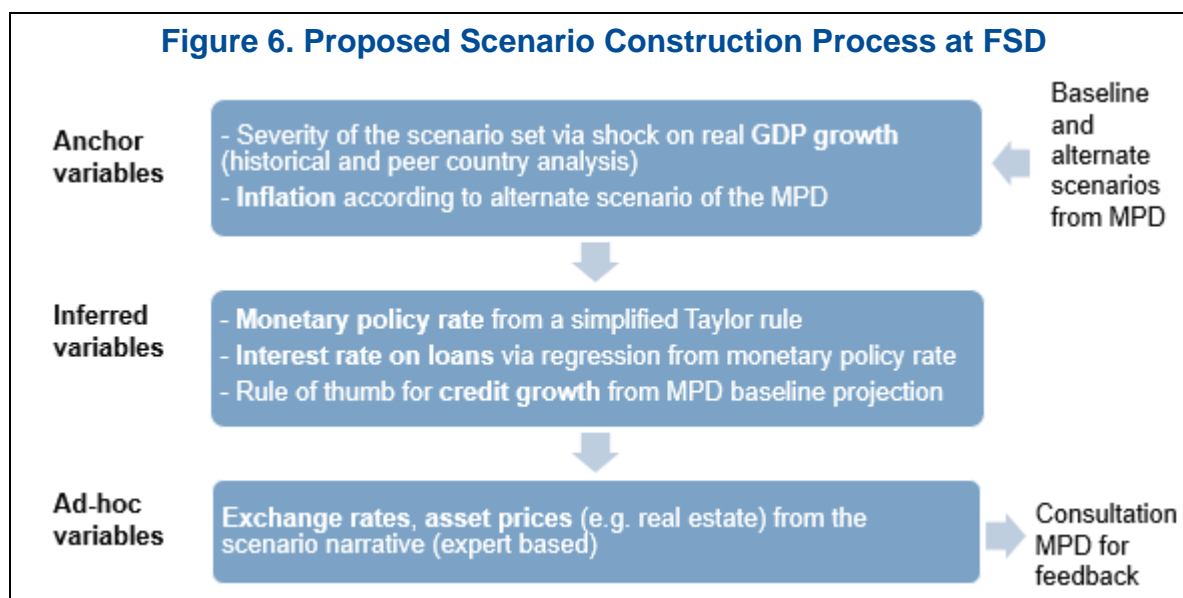 Figure 6. Proposed Scenario Construction Process at FSD
Anchor
variables
- Severity of the scenario set via shock on real GDP growth
(historical and peer country analysis)
- Inflation according to alternate scenario of the MPD
Baseline
and
alternate
scenarios
from MPD
Inferred
variables
- Monetary policy rate from a simplified Taylor rule
- Interest rate on loans via regression from monetary policy rate
- Rule of thumb for credit growth from MPD baseline projection
Ad-hoc
variables
Exchange rates, asset prices (e.g. real estate) from the
scenario narrative (expert based)
Consultation
MPD for
feedback